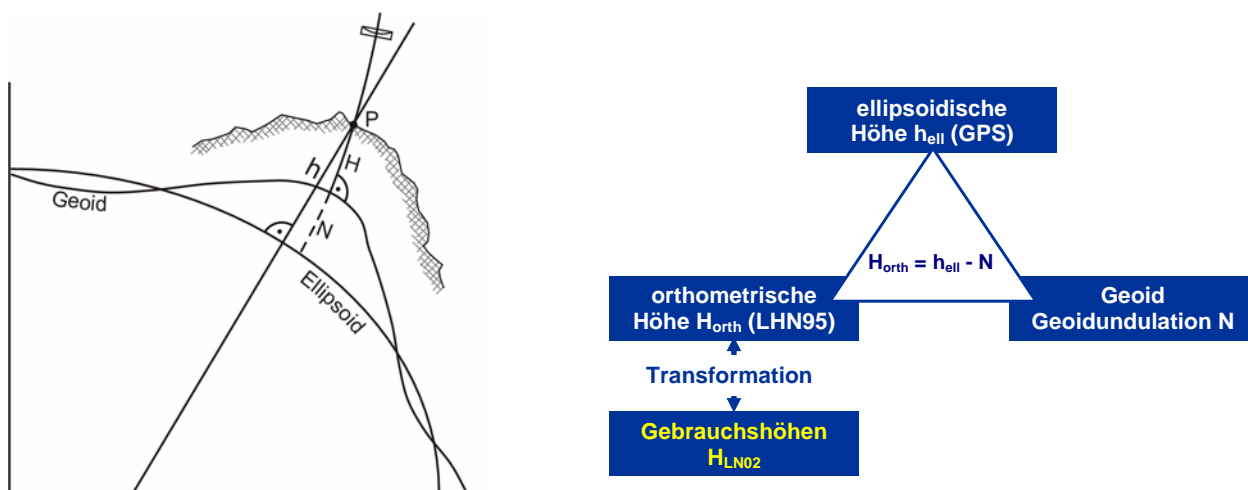 P
H
h
Geoid
N
Ellipsoid
ellipsoidische
Höhe hell (GPS)
Horth = hell - N
orthometrische
Höhe Horth (LHN95)
Geoid
Geoidundulation N
Transformation
Gebrauchshöhen
HLN02